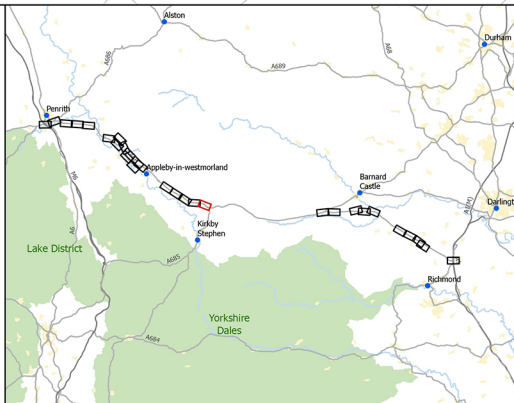 Alston
Durham
A68
A686
A689
Penrith
Appleby-in-westmorland
Barnard
Castle
M6
A6
Darlingt
A1(M)
Kirkby
Stephen
Lake District
A685
Richmond
Yorkshire
Dales
A684